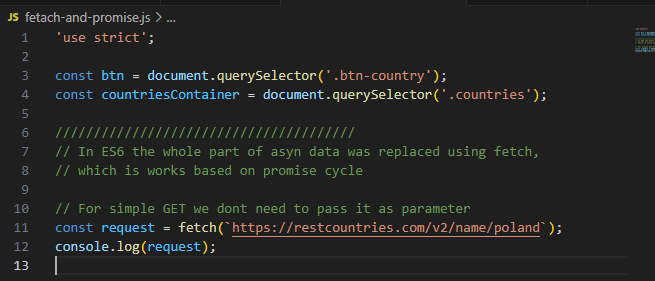 JS fetach-and-promise.js > ...
1 'use strict';
2
3 const btn = document.querySelector('.btn-country');
4 const countriesContainer = document.querySelector('.countries');
5
6 ///////////////////////////////////////
7 // In ES6 the whole part of asyn data was replaced using fetch,
8 // which is works based on promise cycle
9
10 // For simple GET we dont need to pass it as parameter
11 const request = fetch(`https://restcountries.com/v2/name/poland`);
12 console.log(request);
13